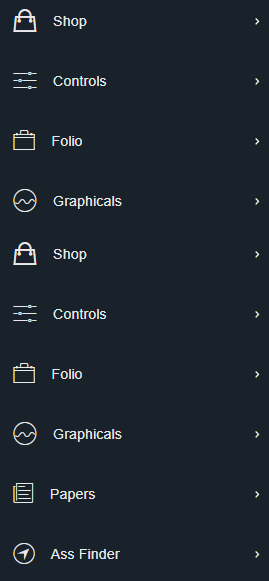 Shop
Controls
Folio
Graphicals
Shop
Controls
Folio
Graphicals
Papers
Ass Finder